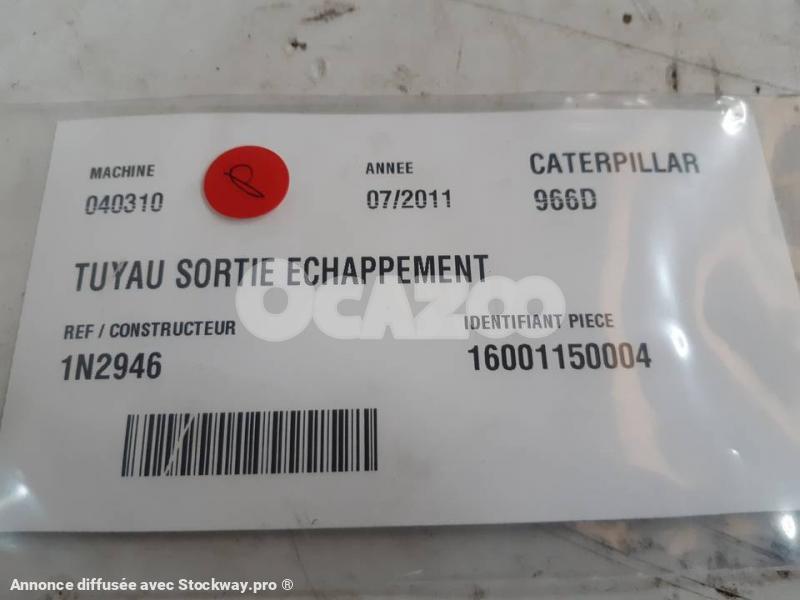 MACHINE
ANNEE
CATERPILLAR
040310
07/2011
966D
TUYAU SORTIE ECHAPPEMENT
OCAZOO
REF / CONSTRUCTEUR
IDENTIFIANT PIECE
1N2946
16001150004
Annonce diffusée avec Stockway.pro ®